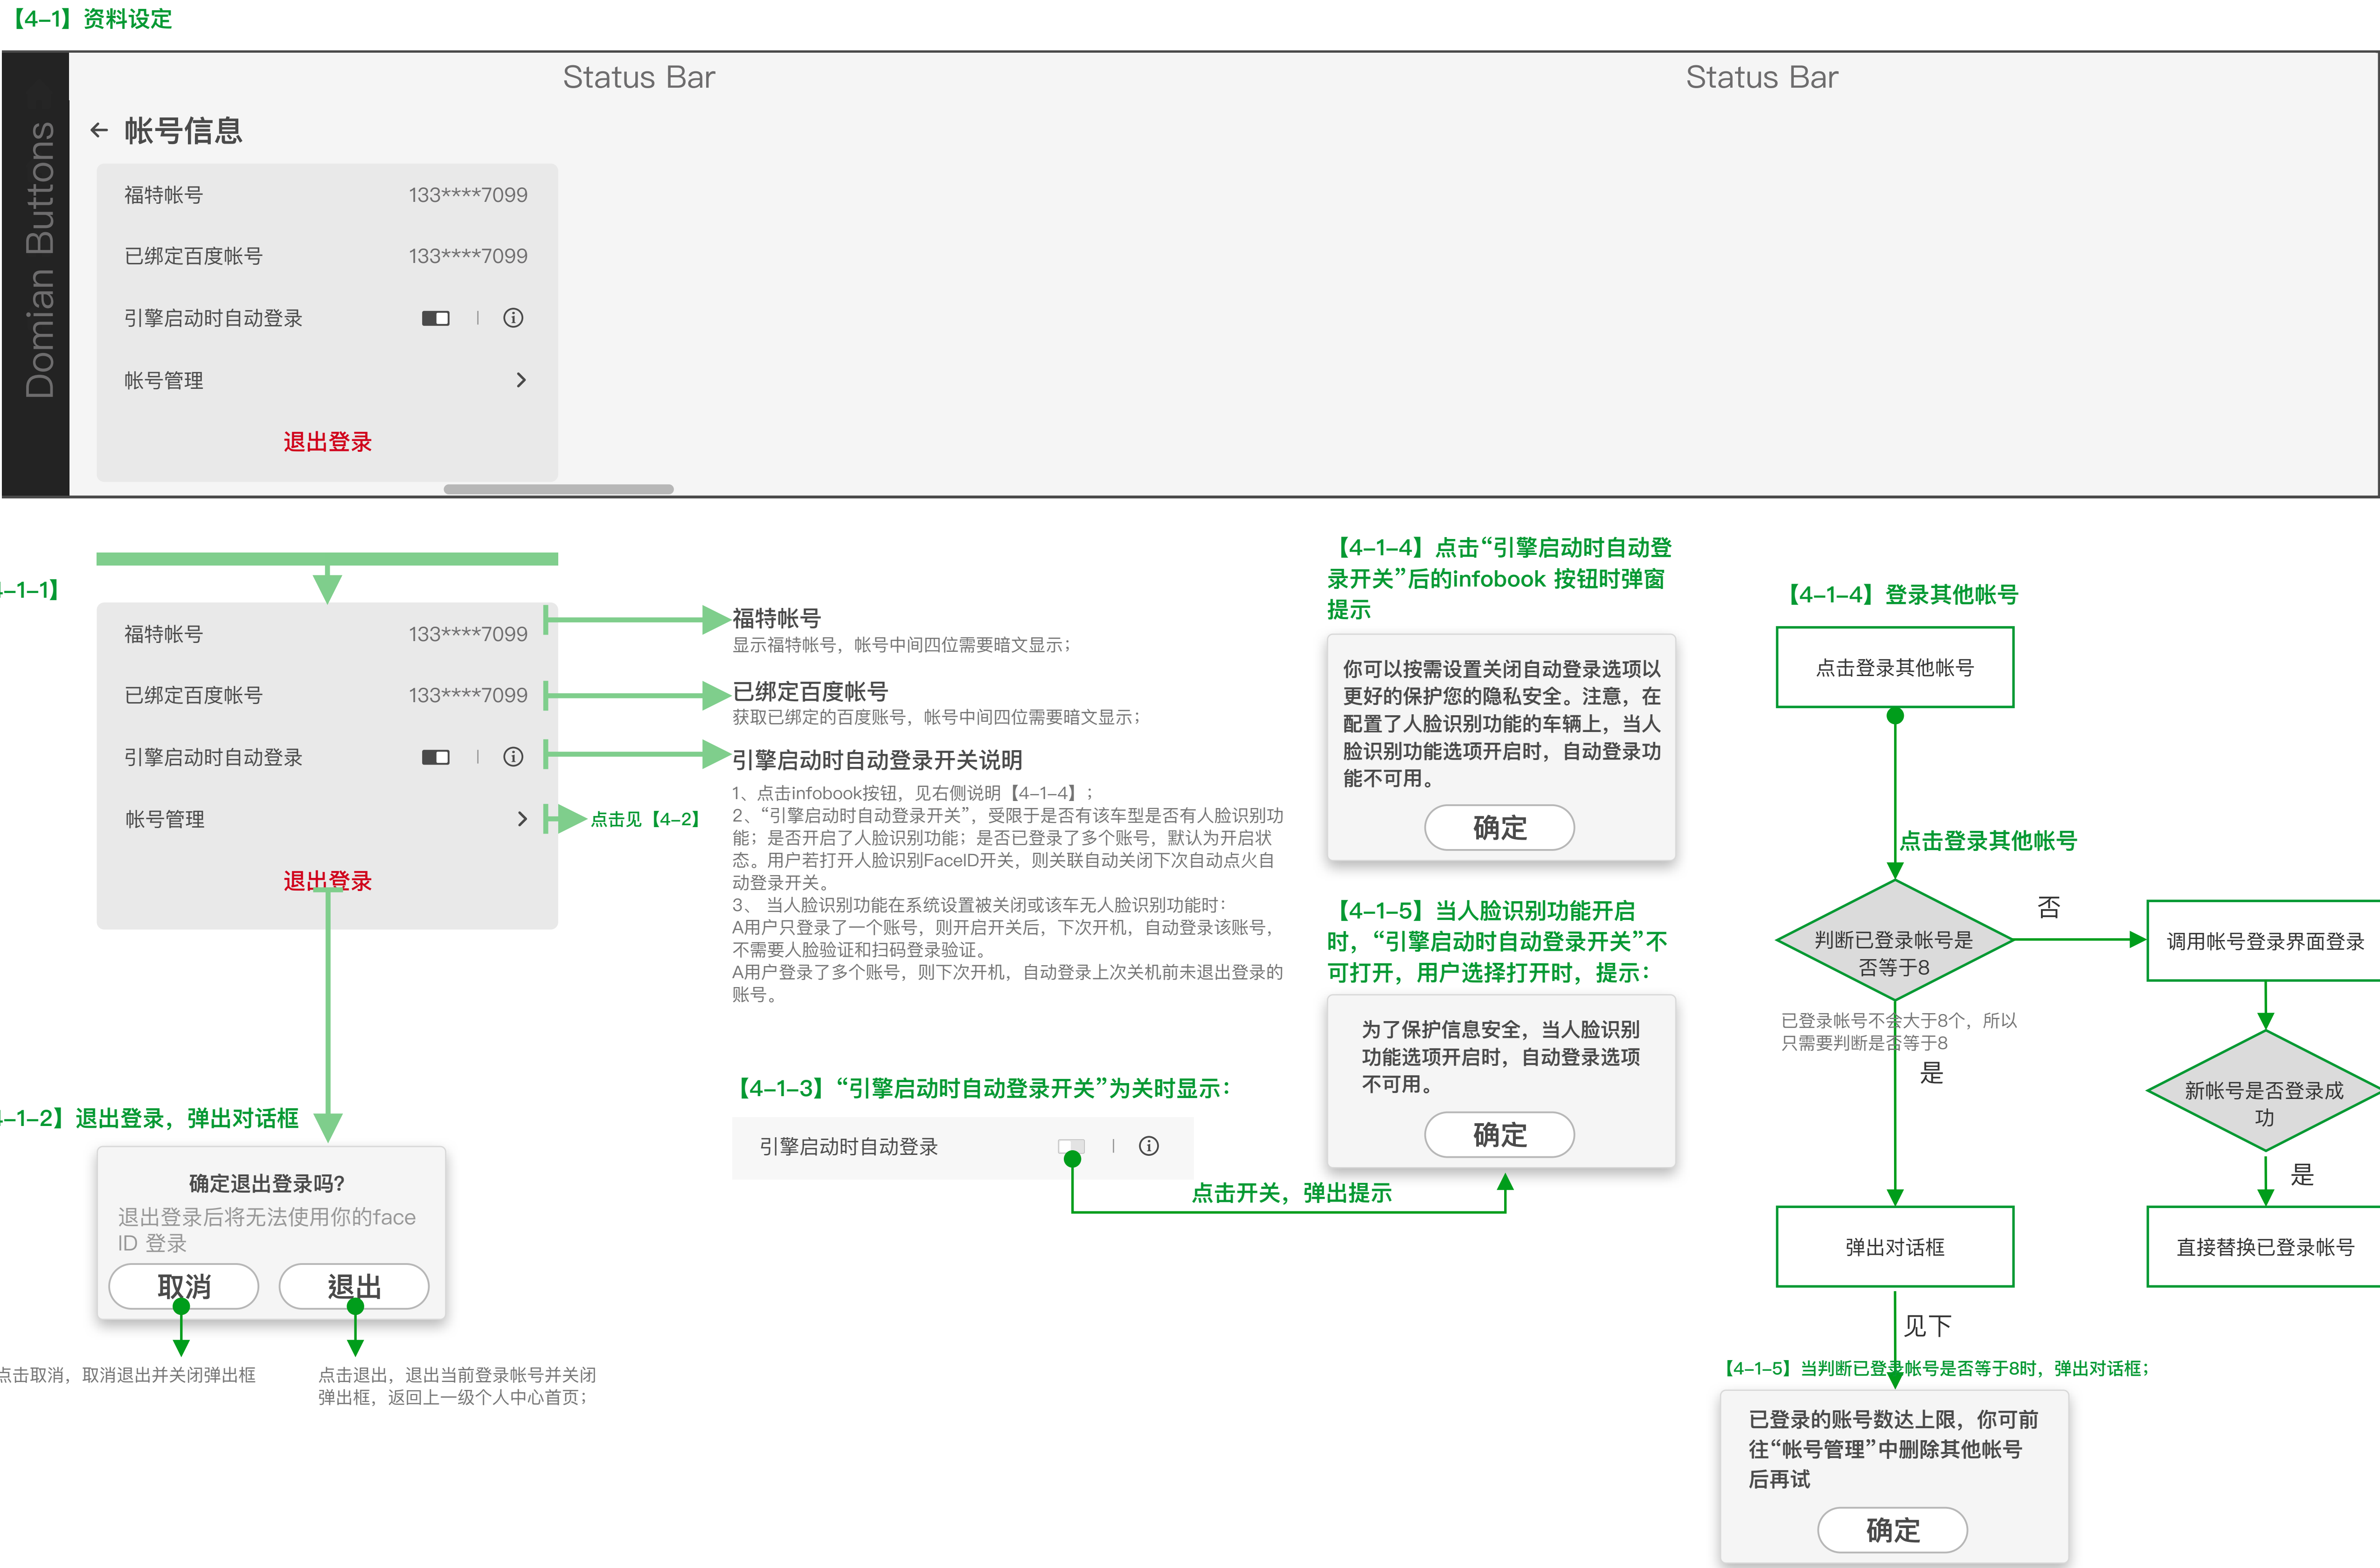 【4-1】资料设定
Status Bar
Status Bar
Domian Buttons
帐号信息
福特帐号
133****7099
已绑定百度帐号
133****7099
引擎启动时自动登录
帐号管理
退出登录
-1-1】
福特帐号
133****7099
已绑定百度帐号
133****7099
引擎启动时自动登录
帐号管理
点击见【4-2】
退出登录
福特帐号
显示福特帐号，帐号中间四位需要暗文显示；
已绑定百度帐号
获取已绑定的百度账号，帐号中间四位需要暗文显示；
引擎启动时自动登录开关说明
1、点击infobook按钮，见右侧说明【4-1-4】；
2、“引擎启动时自动登录开关”，受限于是否有该车型是否有人脸识别功
能；是否开启了人脸识别功能；是否已登录了多个账号，默认为开启状
态。用户若打开人脸识别FaceID开关，则关联自动关闭下次自动点火自
动登录开关。
3、 当人脸识别功能在系统设置被关闭或该车无人脸识别功能时：
A用户只登录了一个账号，则开启开关后，下次开机，自动登录该账号，
不需要人脸验证和扫码登录验证。
A用户登录了多个账号，则下次开机，自动登录上次关机前未退出登录的
账号。
-1-2】退出登录，弹出对话框
确定退出登录吗?
退出登录后将无法使用你的face
ID 登录
取消
退出
点击取消，取消退出并关闭弹出框
点击退出，退出当前登录帐号并关闭
弹出框，返回上一级个人中心首页；
【4-1-3】“引擎启动时自动登录开关”为关时显示：
引擎启动时自动登录
点击开关，弹出提示
【4-1-4】点击“引擎启动时自动登
录开关”后的infobook 按钮时弹窗
提示
你可以按需设置关闭自动登录选项以
更好的保护您的隐私安全。注意，在
配置了人脸识别功能的车辆上，当人
脸识别功能选项开启时，自动登录功
能不可用。
确定
【4-1-5】当人脸识别功能开启
时，“引擎启动时自动登录开关”不
可打开，用户选择打开时，提示：
为了保护信息安全，当人脸识别
功能选项开启时，自动登录选项
不可用。
确定
【4-1-4】登录其他帐号
点击登录其他帐号
点击登录其他帐号
判断已登录帐号是
否等于8
否
调用帐号登录界面登录
已登录帐号不会大于8个，所以
只需要判断是否等于8
是
新帐号是否登录成
功
是
弹出对话框
直接替换已登录帐号
见下
【4-1-5】当判断已登录帐号是否等于8时，弹出对话框；
已登录的账号数达上限，你可前
往“帐号管理”中删除其他帐号
后再试
确定